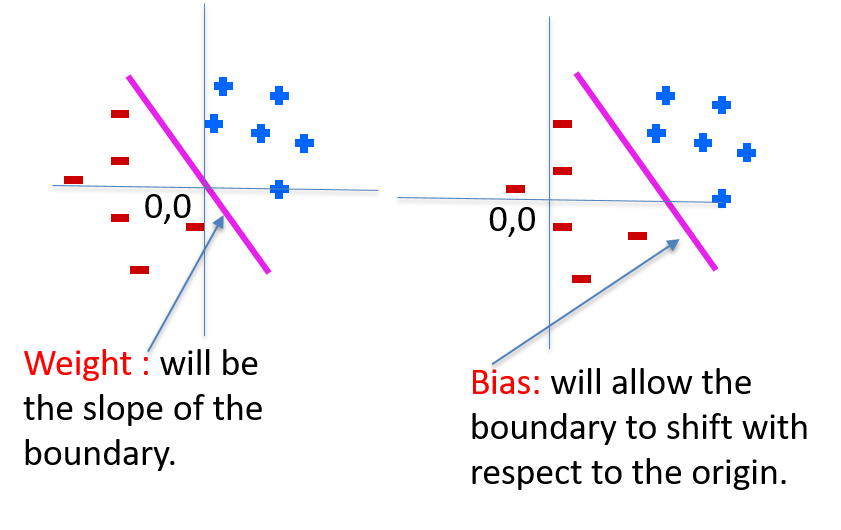 0,0
0,0
Weight : will be
the slope of the
boundary.
Bias: will allow the
boundary to shift with
respect to the origin.